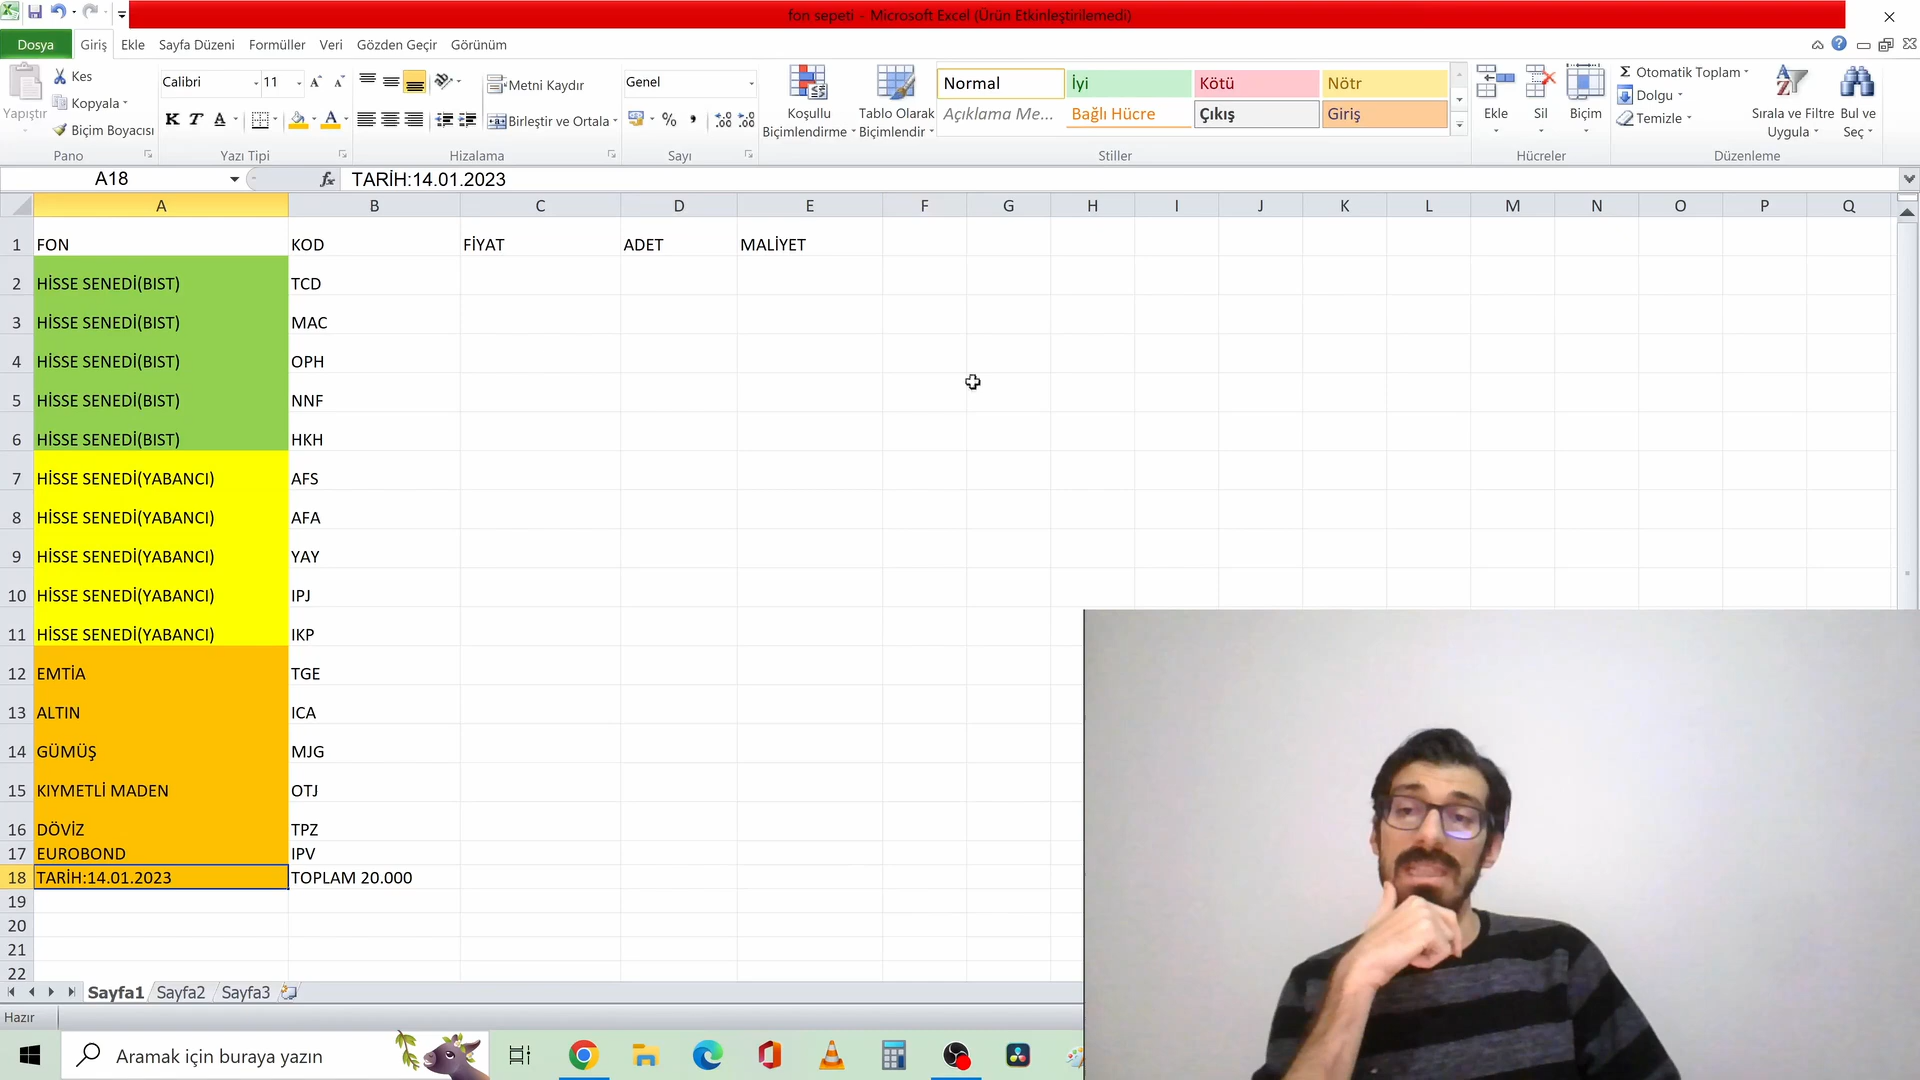 fon sepeti - Microsoft Excel (Ürün Etkinleştirilemedi)
Dosya Giriş Ekle Sayfa Düzeni Formüller Veri Gözden Geçir Görünüm
Yapıştır
Kes
Kopyala
Biçim Boyacısı
Pano
Calibri 11
K T A
Yazı Tipi
Metni Kaydır
Birleştir ve Ortala
Hizalama
Genel
%
Sayı
Koşullu Biçimlendirme
Tablo Olarak Biçimlendir
Normal İyi Kötü Nötr
Açıklama Me... Bağlı Hücre Çıkış Giriş
Stiller
Ekle Sil Biçim
Hücreler
Σ Otomatik Toplam
Dolgu
Temizle
Sırala ve Filtre Uygula
Bul ve Seç
Düzenleme
A18 fx TARİH:14.01.2023
A B C D E F G H I J K L M N O P Q
1 FON KOD FİYAT ADET MALİYET
2 HİSSE SENEDİ(BIST) TCD
3 HİSSE SENEDİ(BIST) MAC
4 HİSSE SENEDİ(BIST) OPH
5 HİSSE SENEDİ(BIST) NNF
6 HİSSE SENEDİ(BIST) HKH
7 HİSSE SENEDİ(YABANCI) AFS
8 HİSSE SENEDİ(YABANCI) AFA
9 HİSSE SENEDİ(YABANCI) YAY
10 HİSSE SENEDİ(YABANCI) IPJ
11 HİSSE SENEDİ(YABANCI) IKP
12 EMTİA TGE
13 ALTIN ICA
14 GÜMÜŞ MJG
15 KIYMETLİ MADEN OTJ
16 DÖVİZ TPZ
17 EUROBOND IPV
18 TARİH:14.01.2023 TOPLAM 20.000
19
20
21
22
Sayfa1 Sayfa2 Sayfa3
Hazır
Aramak için buraya yazın